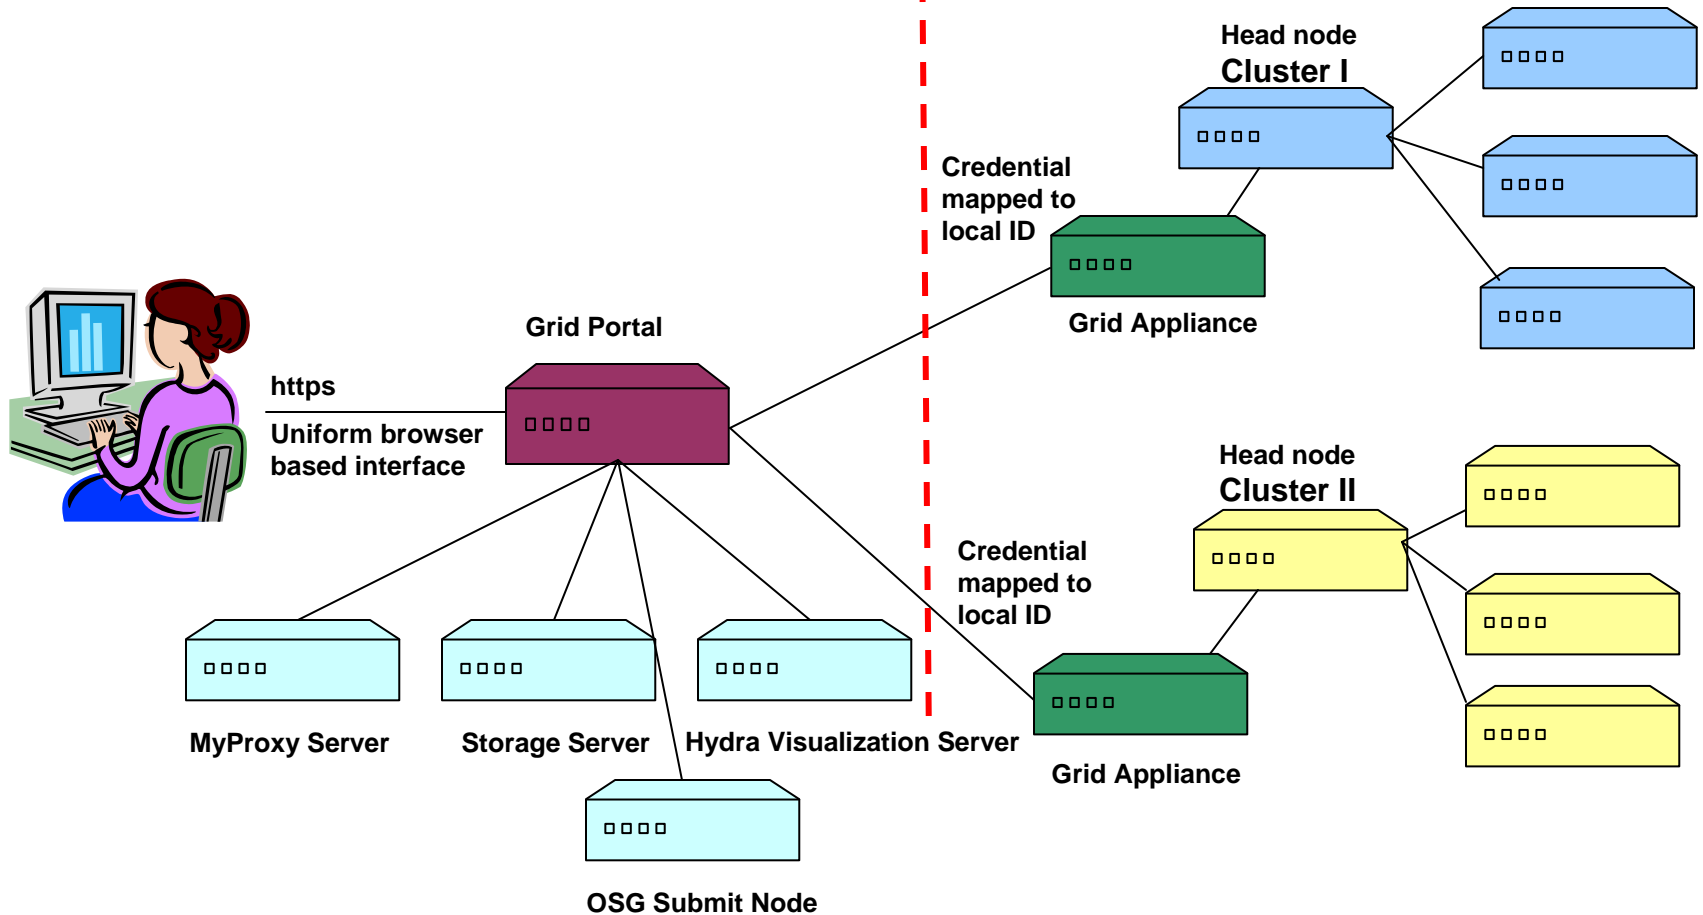 Head node
Cluster I
Credential
mapped to
local ID
Grid Appliance
Grid Portal
https
Uniform browser
based interface
Head node
Cluster II
Credential
mapped to
local ID
MyProxy Server
Storage Server
Hydra Visualization Server
Grid Appliance
OSG Submit Node